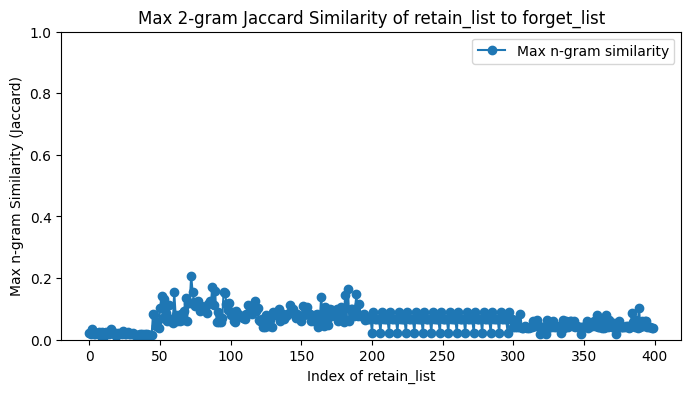 Max 2-gram Jaccard Similarity of retain_list to forget_list
Max n-gram similarity
Max n-gram Similarity (Jaccard)
1.0
0.8
0.6
0.4
0.2
0.0
0 50 100 150 200 250 300 350 400
Index of retain_list